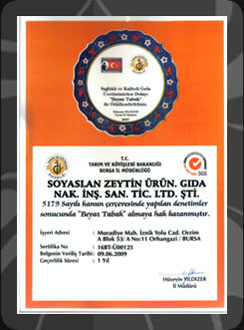 Sağlıklı ve Kaliteli Gıda
Üretiminizden Dolayı
"Beyaz Tabak"
ile Ödüllendirildiniz.
T.C.
TARIM VE KÖYİŞLERİ BAKANLIĞI
BURSA İL MÜDÜRLÜĞÜ
SGS
SOYASLAN ZEYTİN ÜRÜN. GIDA
NAK. İNŞ. SAN. TİC. LTD. ŞTİ.
5179 Sayılı kanun çerçevesinde yapılan denetimler
sonucunda "Beyaz Tabak" almaya hak kazanmıştır.
İşyeri Adresi : Muradiye Mah. İznik Yolu Cad. Orzim
A Blok 53/ A No:11 Orhangazi / BURSA
Sertifika No : 16BT-Ü00125
Belgenin Veriliş Tarihi: 09.06.2009
Geçerlilik Süresi : 1 Yıl
Hüseyin YILDIZER
İl Müdürü